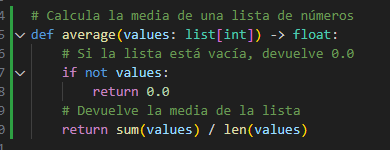 # Calcula la media de una lista de números
def average(values: list[int]) -> float:
# Si la lista está vacía, devuelve 0.0
if not values:
return 0.0
# Devuelve la media de la lista
return sum(values) / len(values)